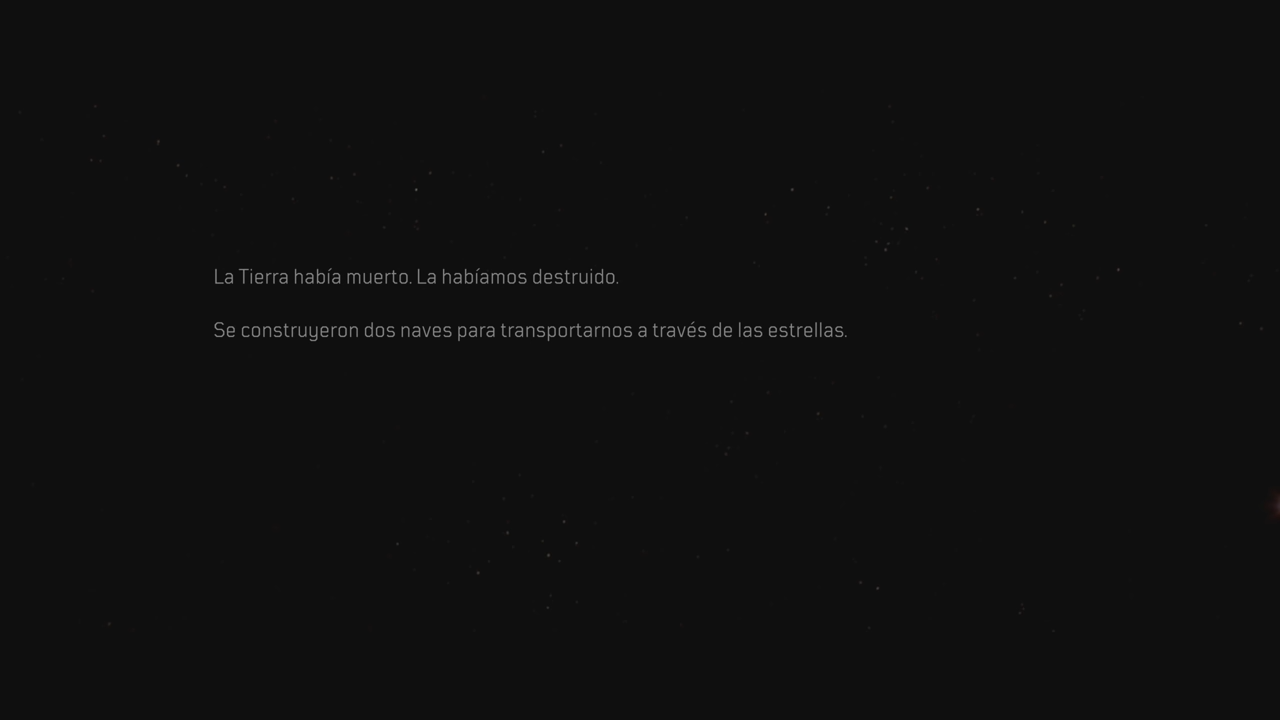 La Tierra había muerto. La habíamos destruido.
Se construyeron dos naves para transportarnos a través de las estrellas.